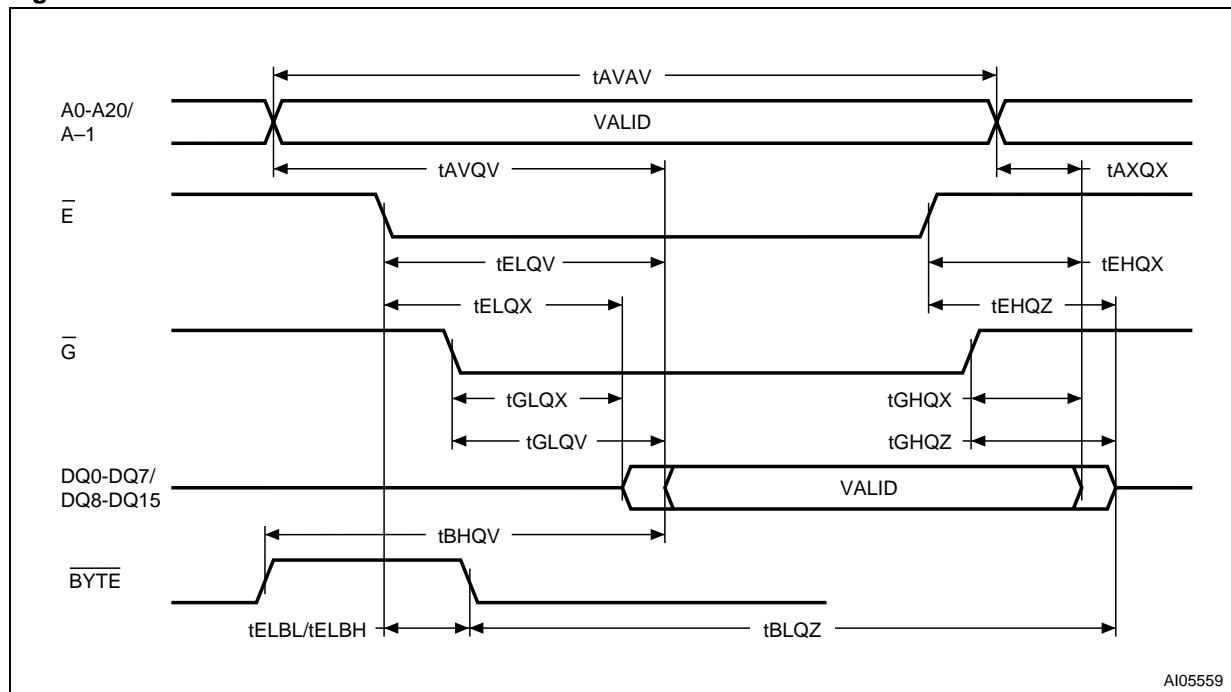 tAVAV
A0-A20/
A–1
VALID
tAVQV
tAXQX
E
tELQV
tEHQX
tELQX
tEHQZ
G
tGLQX
tGHQX
tGLQV
tGHQZ
DQ0-DQ7/
DQ8-DQ15
VALID
tBHQV
BYTE
tELBL/tELBH
tBLQZ
AI05559